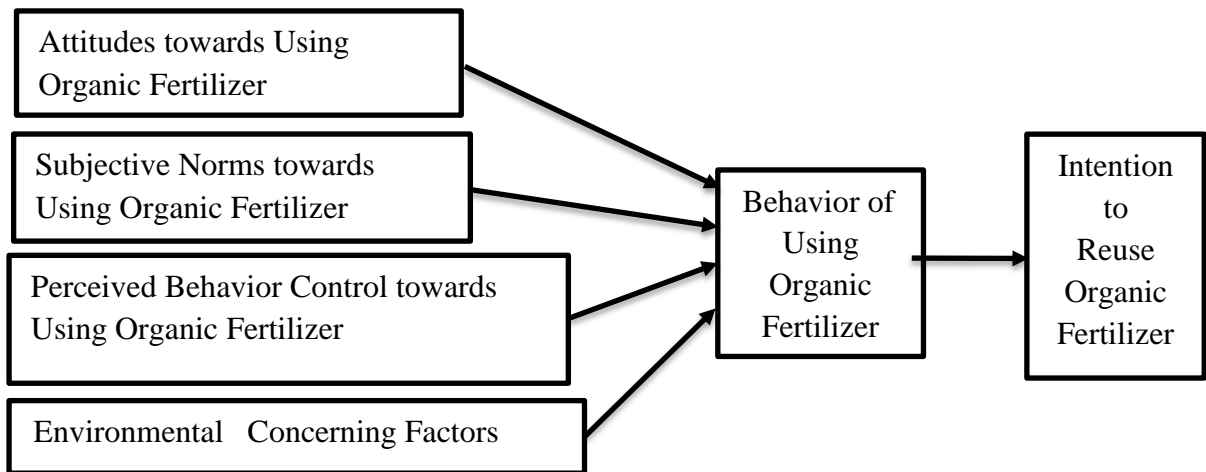 Attitudes towards Using
Organic Fertilizer
Subjective Norms towards
Using Organic Fertilizer
Perceived Behavior Control towards
Using Organic Fertilizer
Environmental Concerning Factors
Behavior of
Using
Organic
Fertilizer
Intention
to
Reuse
Organic
Fertilizer